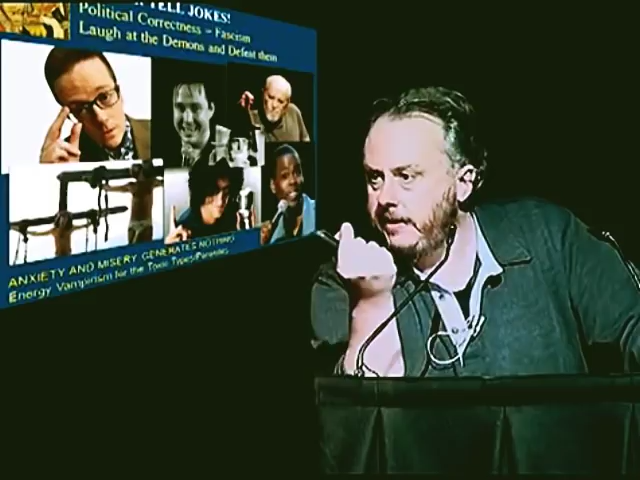 TELL JOKES!
Political Correctness = Fascism
Laugh at the Demons and Defeat them
ANXIETY AND MISERY GENERATES NOTHING
Energy Vampirism for the Toxic Types/Parasites